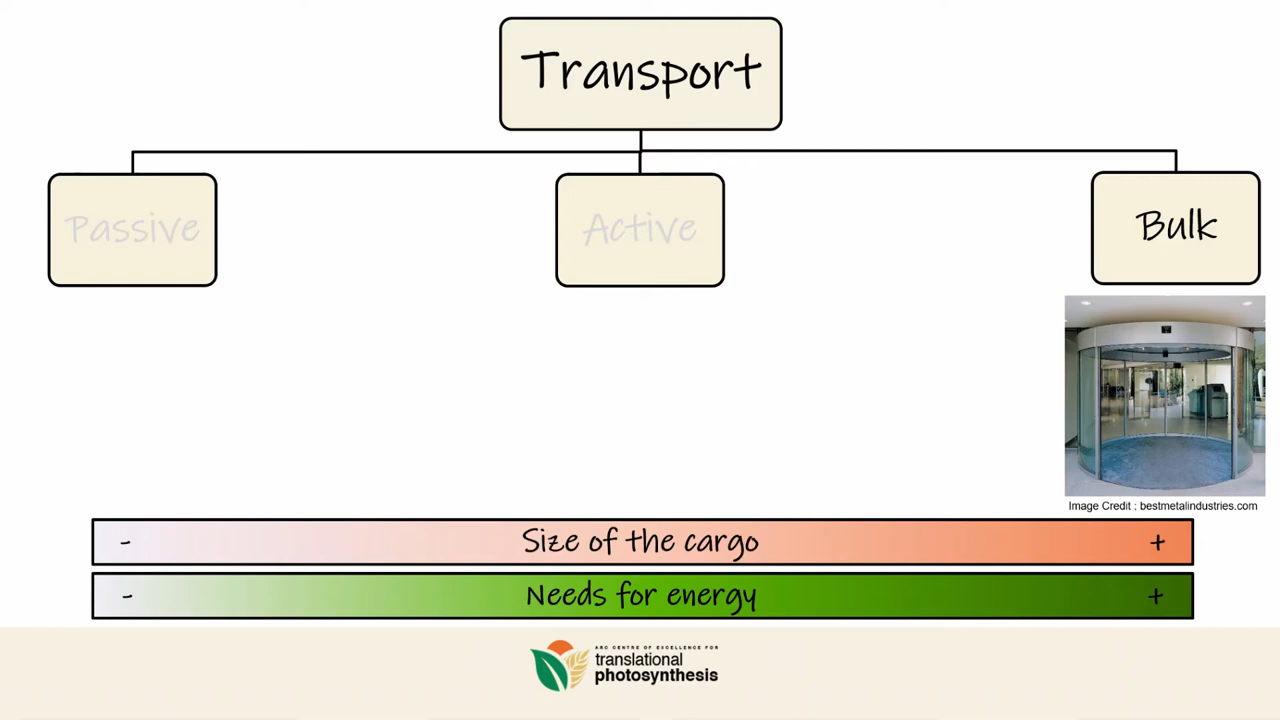 Transport
Passive
Active
Bulk
Image Credit : bestmetalindustries.com
- Size of the cargo +
- Needs for energy +
ARC CENTRE OF EXCELLENCE FOR
translational
photosynthesis